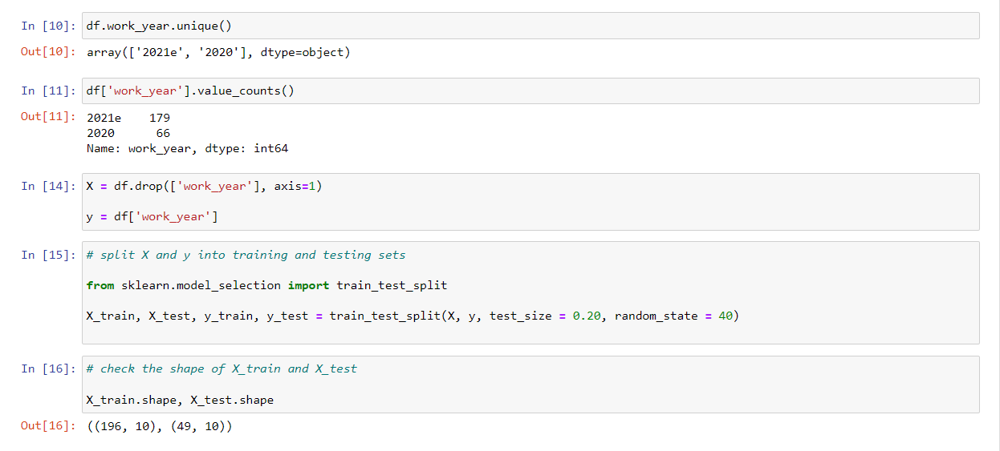 In [10]: df.work_year.unique()
Out[10]: array(['2021e', '2020'], dtype=object)
In [11]: df['work_year'].value_counts()
Out[11]: 2021e    179
2020      66
Name: work_year, dtype: int64
In [14]: X = df.drop(['work_year'], axis=1)
y = df['work_year']
In [15]: # split X and y into training and testing sets
from sklearn.model_selection import train_test_split
X_train, X_test, y_train, y_test = train_test_split(X, y, test_size = 0.20, random_state = 40)
In [16]: # check the shape of X_train and X_test
X_train.shape, X_test.shape
Out[16]: ((196, 10), (49, 10))